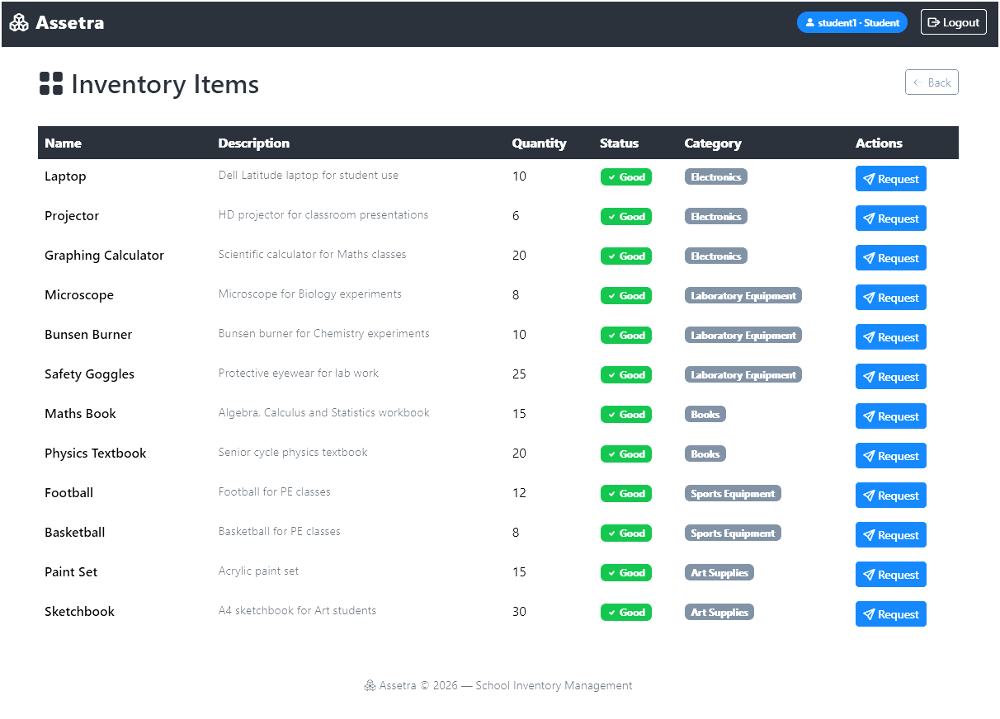 Assetra
student1 · Student
Logout
Inventory Items
← Back
Name Description Quantity Status Category Actions
Laptop Dell Latitude laptop for student use 10 Good Electronics Request
Projector HD projector for classroom presentations 6 Good Electronics Request
Graphing Calculator Scientific calculator for Maths classes 20 Good Electronics Request
Microscope Microscope for Biology experiments 8 Good Laboratory Equipment Request
Bunsen Burner Bunsen burner for Chemistry experiments 10 Good Laboratory Equipment Request
Safety Goggles Protective eyewear for lab work 25 Good Laboratory Equipment Request
Maths Book Algebra, Calculus and Statistics workbook 15 Good Books Request
Physics Textbook Senior cycle physics textbook 20 Good Books Request
Football Football for PE classes 12 Good Sports Equipment Request
Basketball Basketball for PE classes 8 Good Sports Equipment Request
Paint Set Acrylic paint set 15 Good Art Supplies Request
Sketchbook A4 sketchbook for Art students 30 Good Art Supplies Request
Assetra © 2026 — School Inventory Management